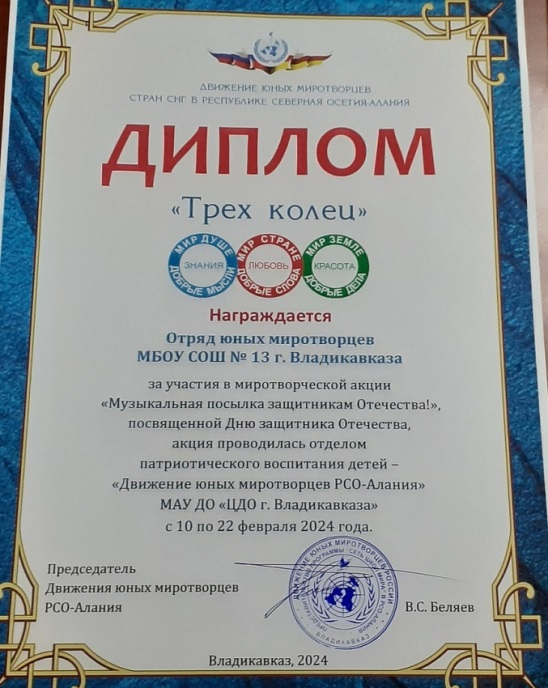 ДВИЖЕНИЕ ЮНЫХ МИРОТВОРЦЕВ
СТРАН СНГ В РЕСПУБЛИКЕ СЕВЕРНАЯ ОСЕТИЯ-АЛАНИЯ
ДИПЛОМ
«Трех колец»
МИР ДУШЕ
ЗНАНИЯ
ДОБРЫЕ МЫСЛИ
МИР СТРАНЕ
ЛЮБОВЬ
ДОБРЫЕ СЛОВА
МИР ЗЕМЛЕ
КРАСОТА
ДОБРЫЕ ДЕЛА
Награждается
Отряд юных миротворцев
МБОУ СОШ № 13 г. Владикавказа
за участия в миротворческой акции
«Музыкальная посылка защитникам Отечества!»,
посвященной Дню защитника Отечества,
акция проводилась отделом
патриотического воспитания детей –
«Движение юных миротворцев РСО-Алания»
МАУ ДО «ЦДО г. Владикавказа»
с 10 по 22 февраля 2024 года.
Председатель
Движения юных миротворцев
РСО-Алания
В.С. Беляев
ДВИЖЕНИЕ ЮНЫХ МИРОТВОРЦЕВ РОССИИ
ВЛАДИКАВКАЗ
Владикавказ, 2024